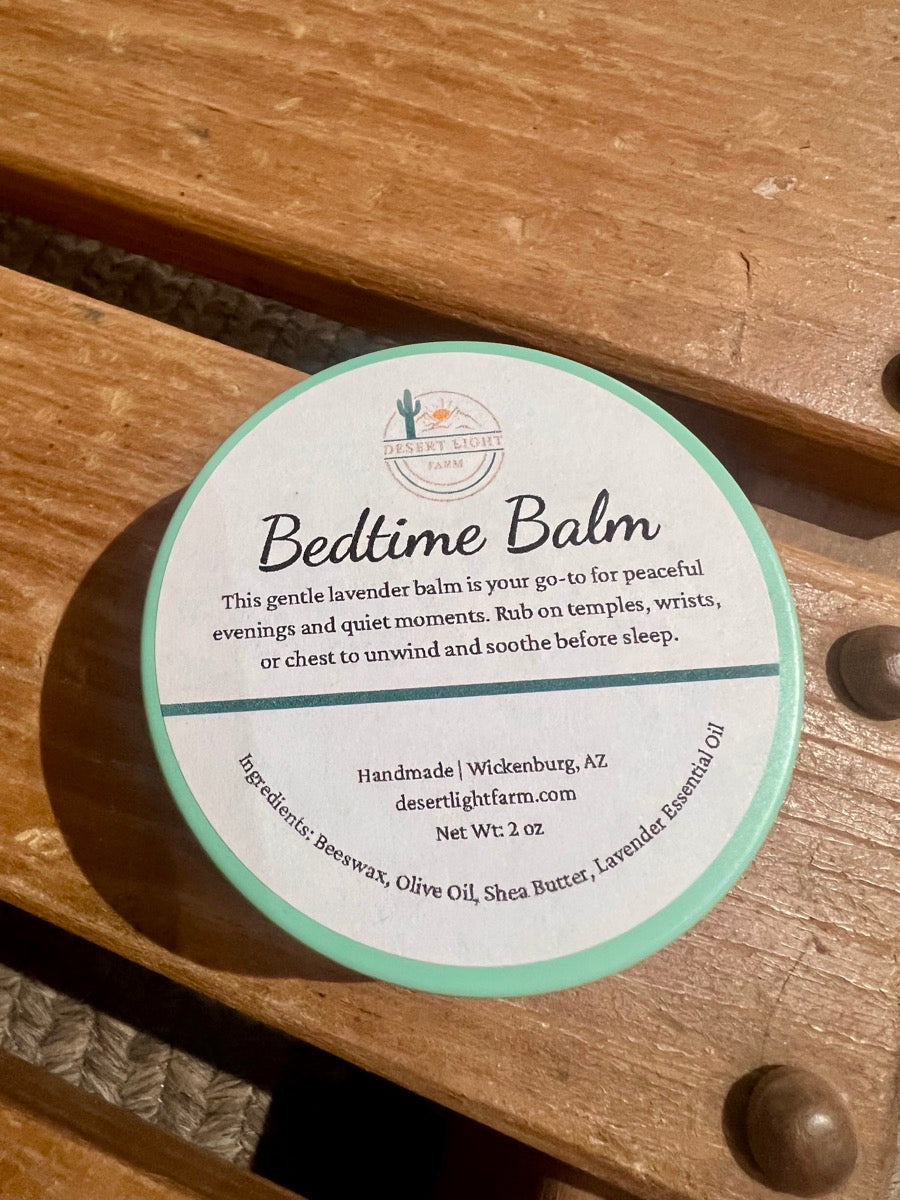 DESERT LIGHT
FARM
Bedtime Balm
This gentle lavender balm is your go-to for peaceful
evenings and quiet moments. Rub on temples, wrists,
or chest to unwind and soothe before sleep.
Handmade | Wickenburg, AZ
desertlightfarm.com
Net Wt: 2 oz
Ingredients: Beeswax, Olive Oil, Shea Butter, Lavender Essential Oil